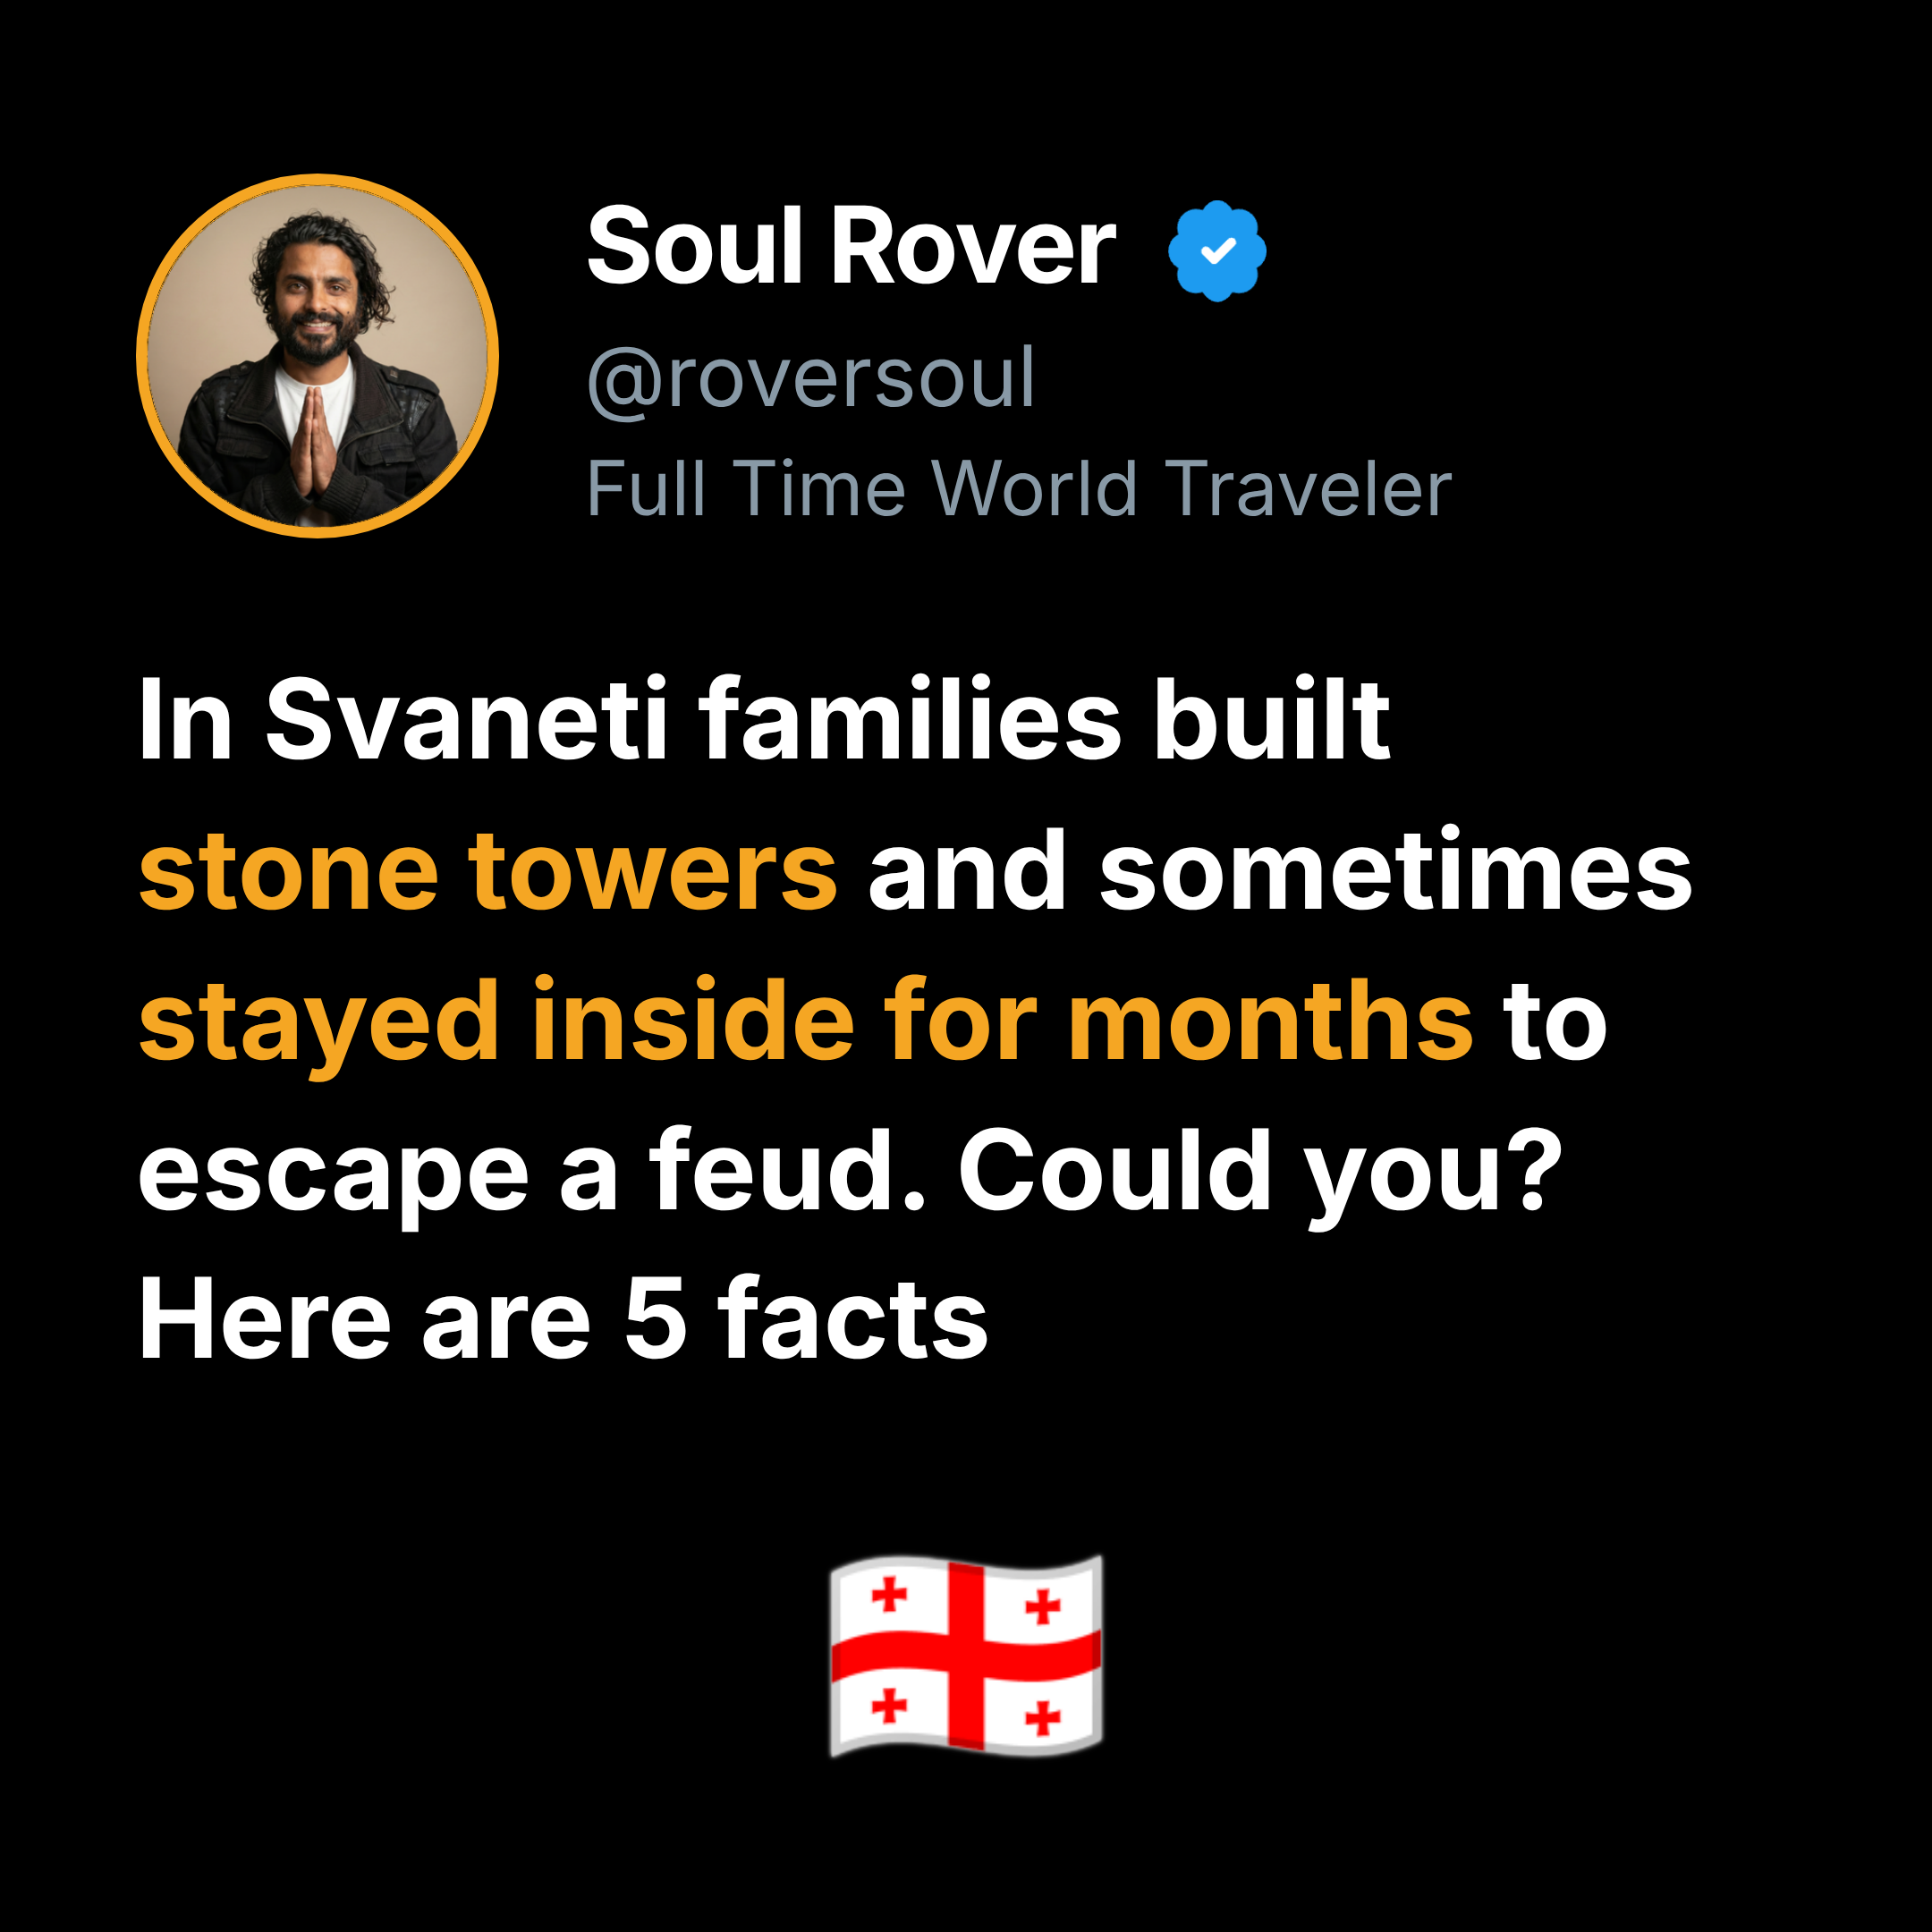 Soul Rover
@roversoul
Full Time World Traveler
In Svaneti families built
stone towers and sometimes
stayed inside for months to
escape a feud. Could you?
Here are 5 facts